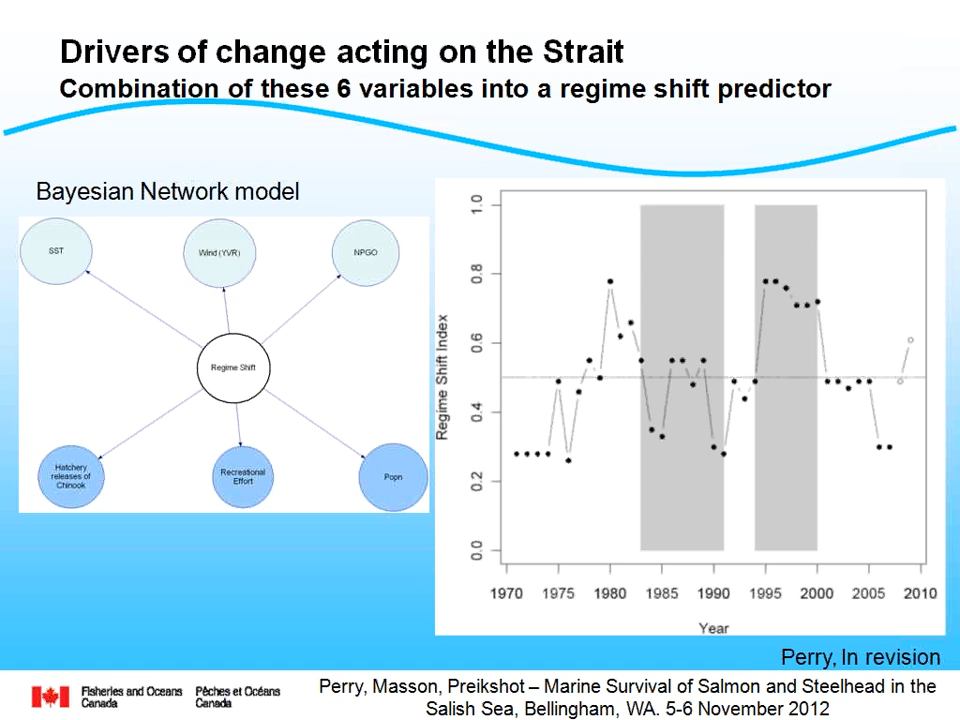 Drivers of change acting on the Strait
Combination of these 6 variables into a regime shift predictor
Bayesian Network model
SST
Wind (YVR)
NPGO
Regime Shift
Hatchery
releases of
Chinook
Recreational
Effort
Popn
Regime Shift Index
1.0
0.8
0.6
0.4
0.2
0.0
1970 1975 1980 1985 1990 1995 2000 2005 2010
Year
Perry, In revision
Fisheries and Oceans
Canada
Pêches et Océans
Canada
Perry, Masson, Preikshot – Marine Survival of Salmon and Steelhead in the
Salish Sea, Bellingham, WA. 5-6 November 2012